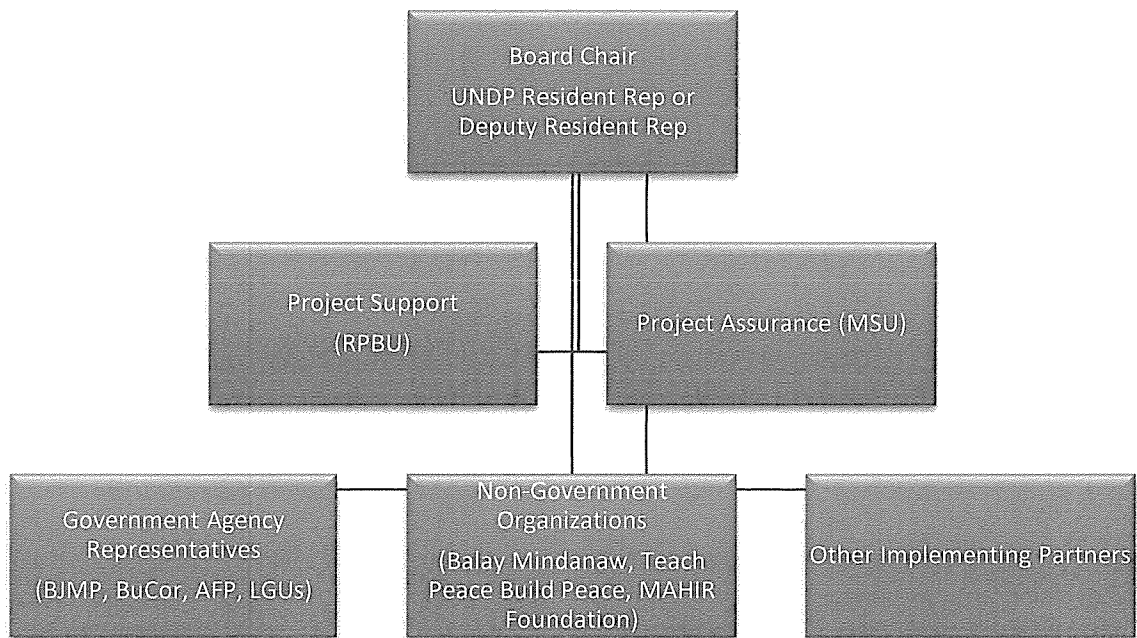 Board Chair
UNDP Resident Rep or
Deputy Resident Rep
Project Support
(RPBU)
Project Assurance (MSU)
Government Agency
Representatives
(BJMP, BuCor, AFP, LGUs)
Non-Government
Organizations
(Balay Mindanaw, Teach
Peace Build Peace, MAHIR
Foundation)
Other Implementing Partners